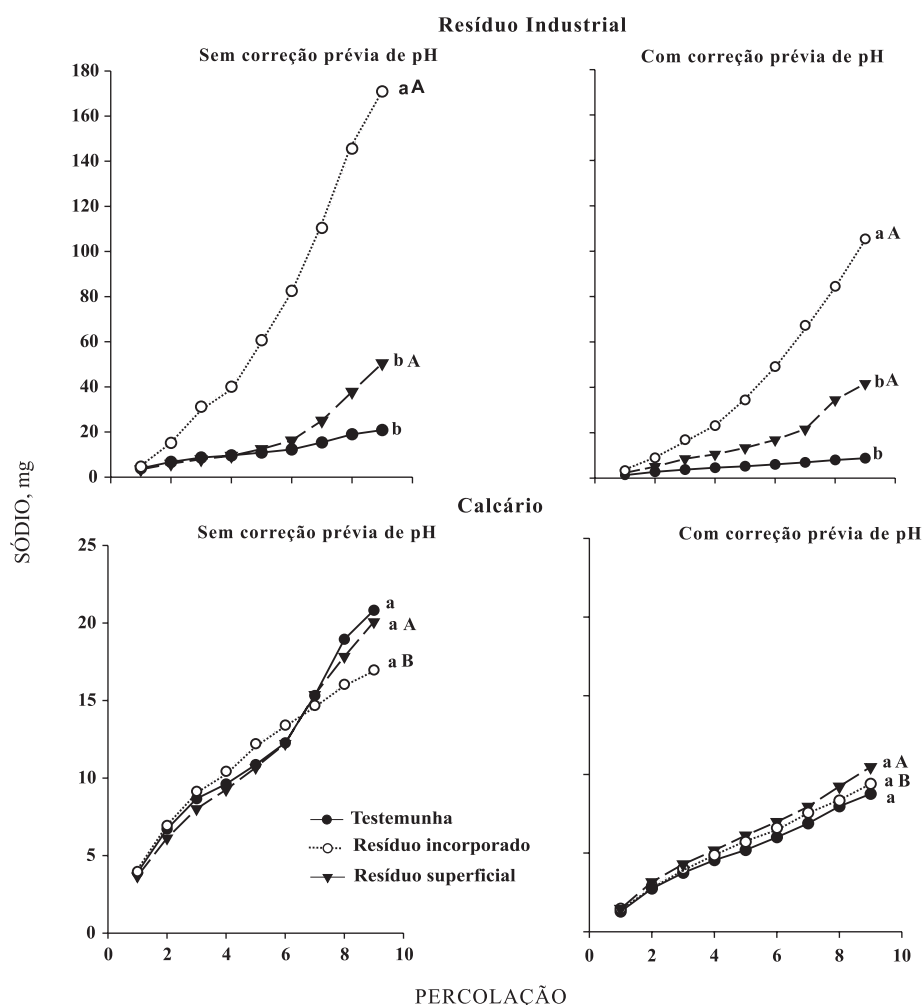 Resíduo Industrial
Sem correção prévia de pH
Com correção prévia de pH
180
160
140
120
100
80
60
40
20
0
a A
b A
b
a A
b A
b
SÓDIO, mg
Calcário
Sem correção prévia de pH
Com correção prévia de pH
25
20
15
10
5
0
a
a A
a B
Testemunha
Resíduo incorporado
Resíduo superficial
a A
a B
a
0 2 4 6 8 10
0 2 4 6 8 10
PERCOLAÇÃO